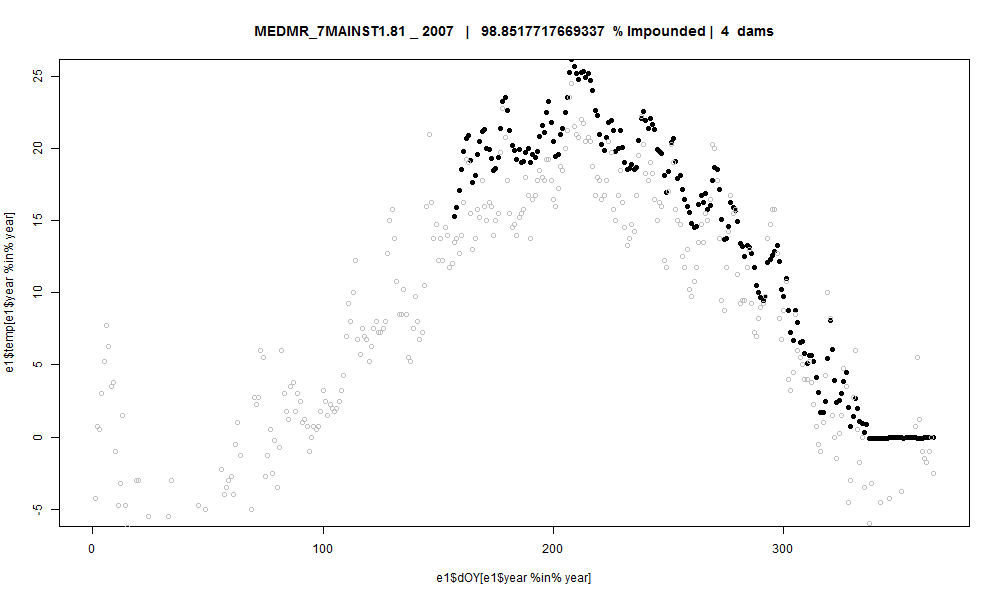 MEDMR_7MAINST1.81 _ 2007 | 98.8517717669337 % Impounded | 4 dams
e1$temp[e1$year %in% year]
25
20
15
10
5
0
-5
0 100 200 300
e1$dOY[e1$year %in% year]